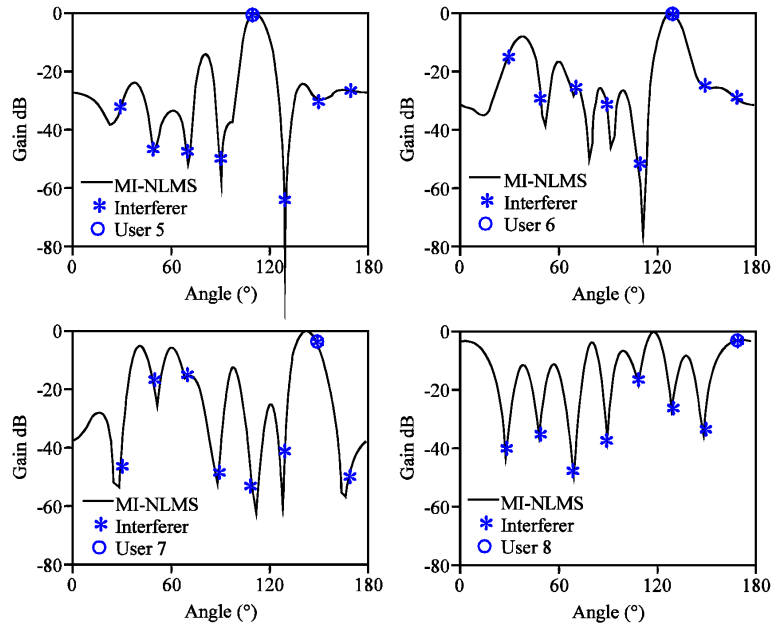 0
-20
-40
-60
-80
Gain dB
MI-NLMS
Interferer
User 5
0
60
120
180
Angle (°)
0
-20
-40
-60
-80
Gain dB
MI-NLMS
Interferer
User 6
0
60
120
180
Angle (°)
0
-20
-40
-60
-80
Gain dB
MI-NLMS
Interferer
User 7
0
60
120
180
Angle (°)
0
-20
-40
-60
-80
Gain dB
MI-NLMS
Interferer
User 8
0
60
120
180
Angle (°)